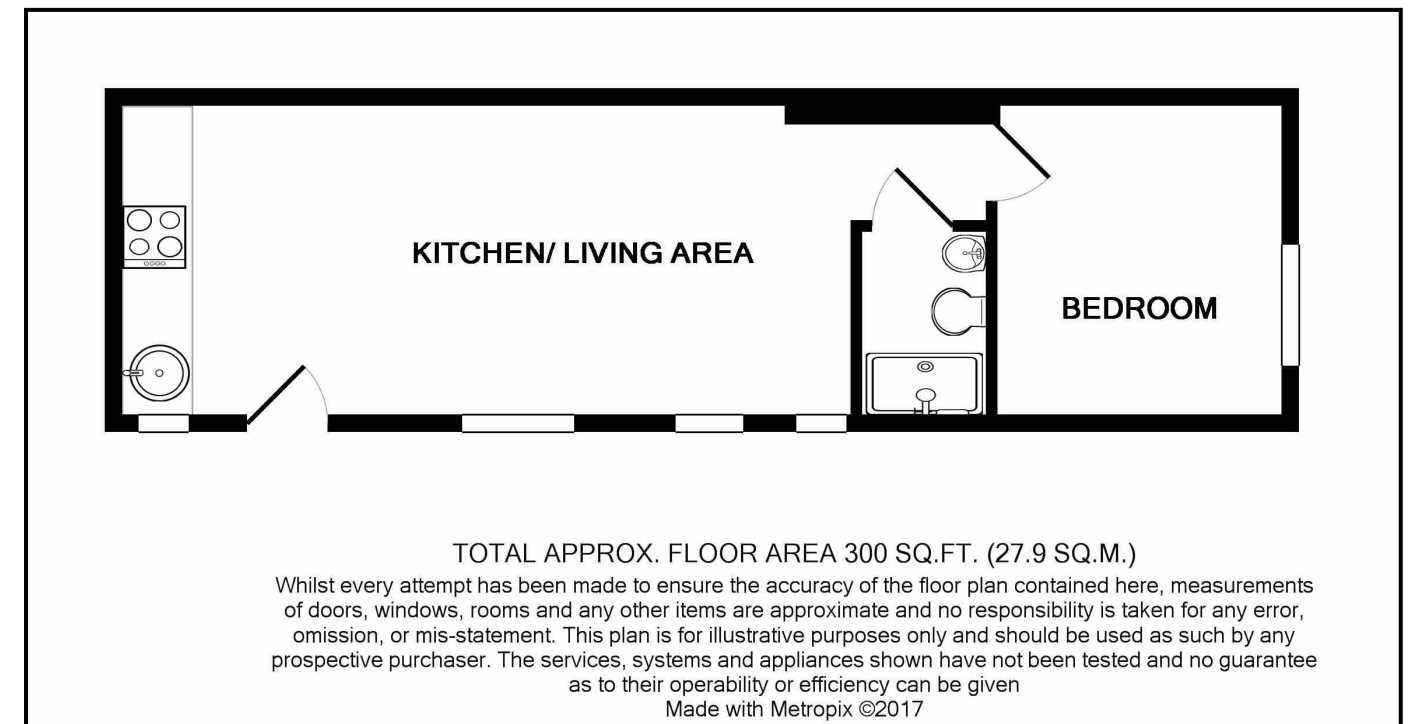 KITCHEN/ LIVING AREA
BEDROOM
TOTAL APPROX. FLOOR AREA 300 SQ.FT. (27.9 SQ.M.)
Whilst every attempt has been made to ensure the accuracy of the floor plan contained here, measurements
of doors, windows, rooms and any other items are approximate and no responsibility is taken for any error,
omission, or mis-statement. This plan is for illustrative purposes only and should be used as such by any
prospective purchaser. The services, systems and appliances shown have not been tested and no guarantee
as to their operability or efficiency can be given
Made with Metropix ©2017